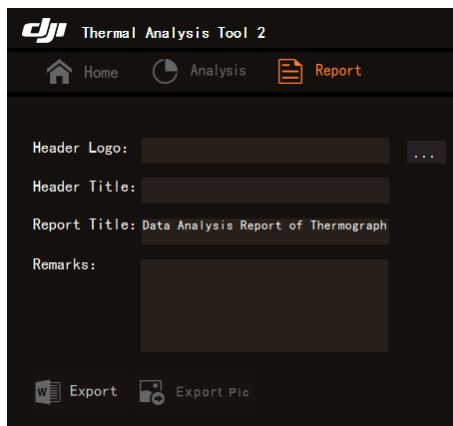 dji Thermal Analysis Tool 2
Home Analysis Report
Header Logo: ...
Header Title:
Report Title: Data Analysis Report of Thermograph
Remarks:
W Export Export Pic